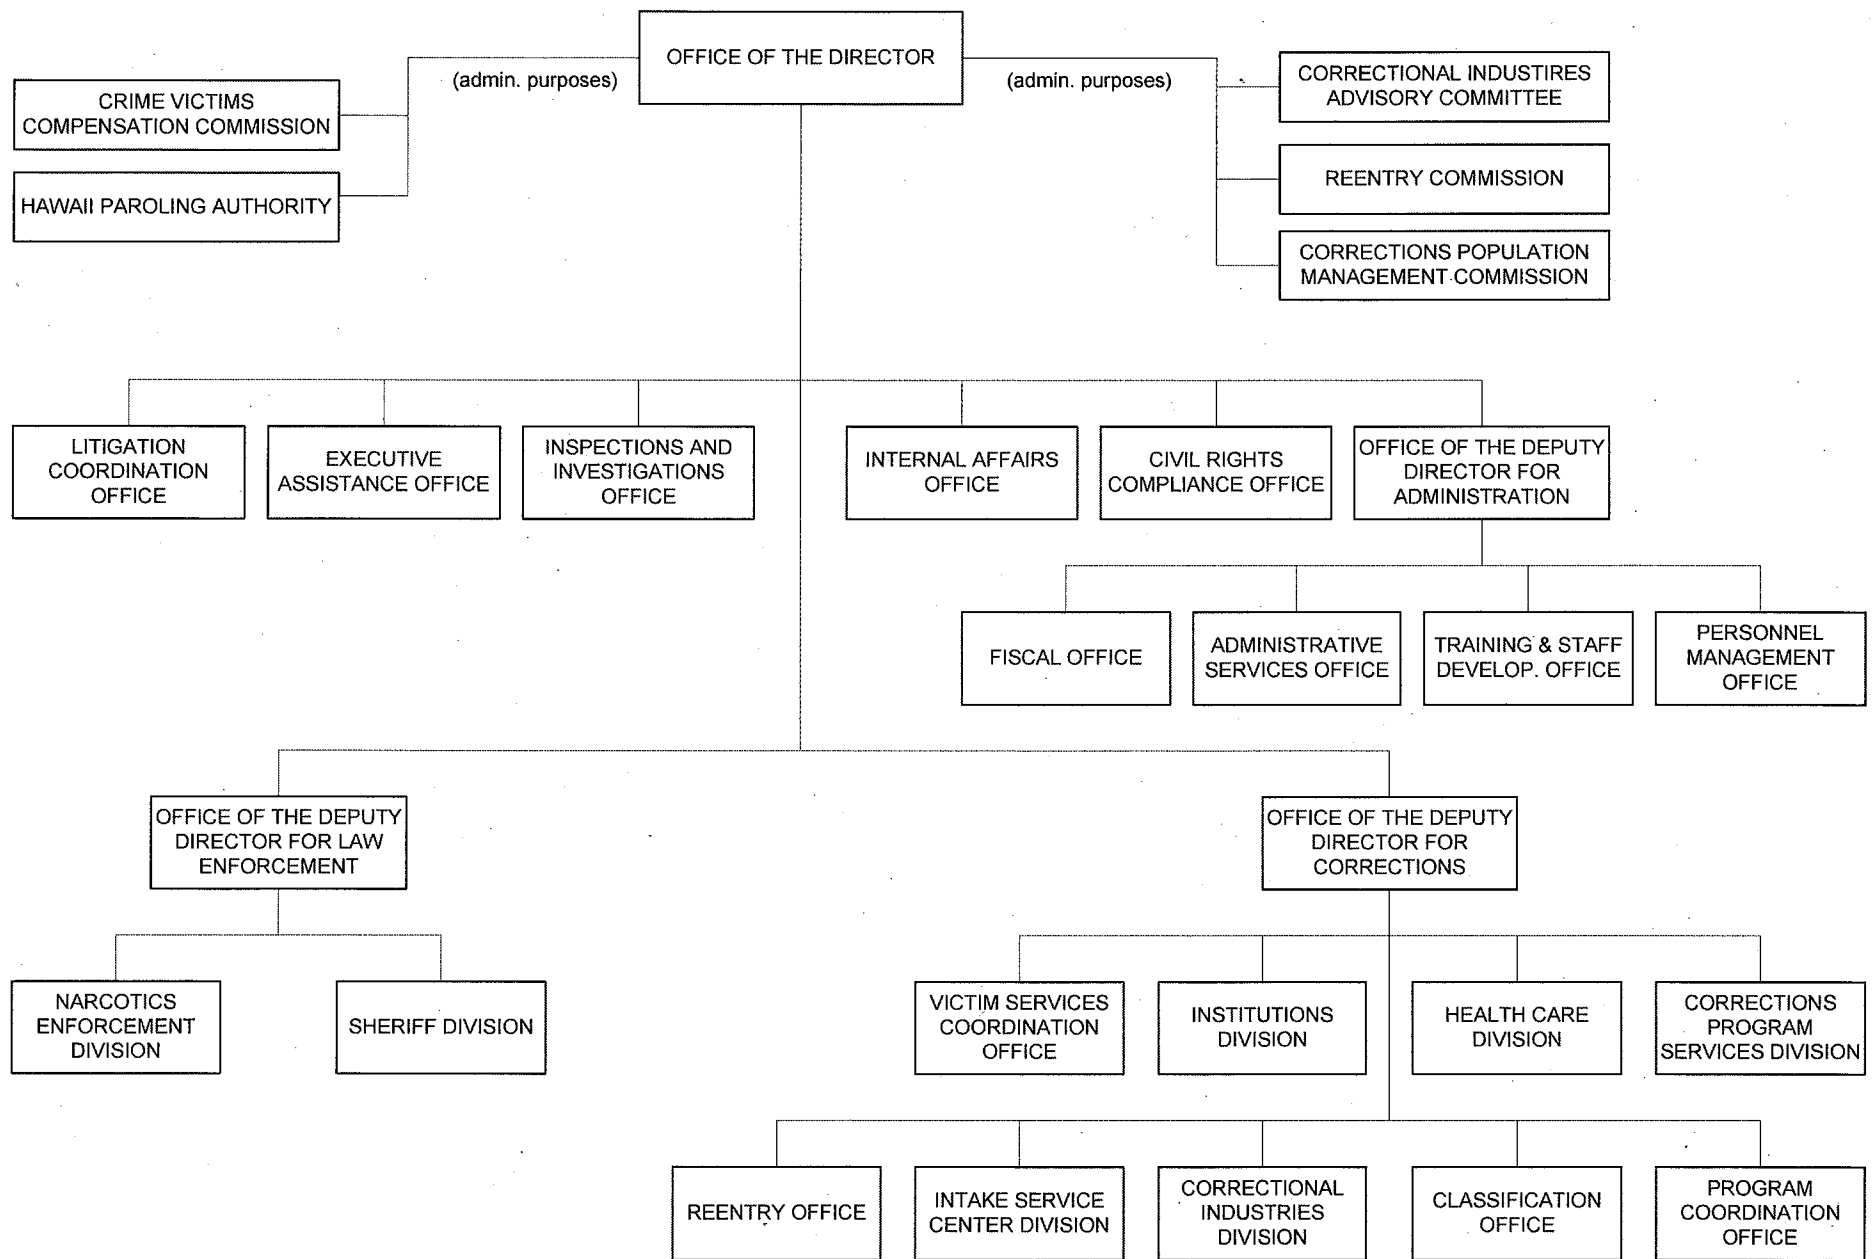 OFFICE OF THE DIRECTOR
(admin. purposes)
(admin. purposes)
CRIME VICTIMS
COMPENSATION COMMISSION
HAWAII PAROLING AUTHORITY
CORRECTIONAL INDUSTIRES
ADVISORY COMMITTEE
REENTRY COMMISSION
CORRECTIONS POPULATION
MANAGEMENT COMMISSION
LITIGATION
COORDINATION
OFFICE
EXECUTIVE
ASSISTANCE OFFICE
INSPECTIONS AND
INVESTIGATIONS
OFFICE
INTERNAL AFFAIRS
OFFICE
CIVIL RIGHTS
COMPLIANCE OFFICE
OFFICE OF THE DEPUTY
DIRECTOR FOR
ADMINISTRATION
FISCAL OFFICE
ADMINISTRATIVE
SERVICES OFFICE
TRAINING & STAFF
DEVELOP. OFFICE
PERSONNEL
MANAGEMENT
OFFICE
OFFICE OF THE DEPUTY
DIRECTOR FOR LAW
ENFORCEMENT
OFFICE OF THE DEPUTY
DIRECTOR FOR
CORRECTIONS
NARCOTICS
ENFORCEMENT
DIVISION
SHERIFF DIVISION
VICTIM SERVICES
COORDINATION
OFFICE
INSTITUTIONS
DIVISION
HEALTH CARE
DIVISION
CORRECTIONS
PROGRAM
SERVICES DIVISION
REENTRY OFFICE
INTAKE SERVICE
CENTER DIVISION
CORRECTIONAL
INDUSTRIES
DIVISION
CLASSIFICATION
OFFICE
PROGRAM
COORDINATION
OFFICE